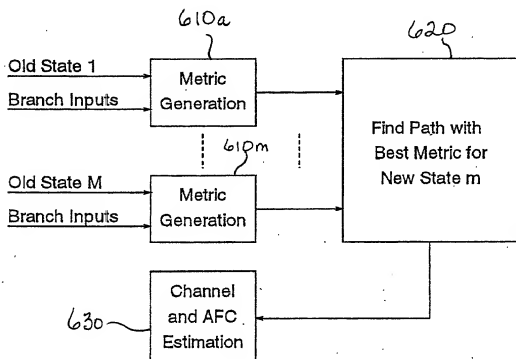 610a
620
Old State 1
Metric
Generation
Branch Inputs
Find Path with
Best Metric for
New State m
610m
Old State M
Metric
Generation
Branch Inputs
Channel
and AFC
Estimation
630